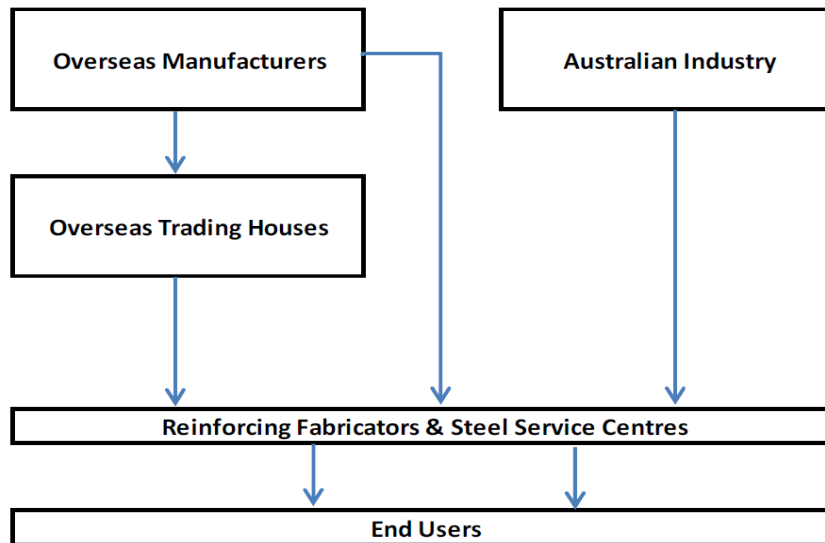 Overseas Manufacturers
Australian Industry
Overseas Trading Houses
Reinforcing Fabricators & Steel Service Centres
End Users